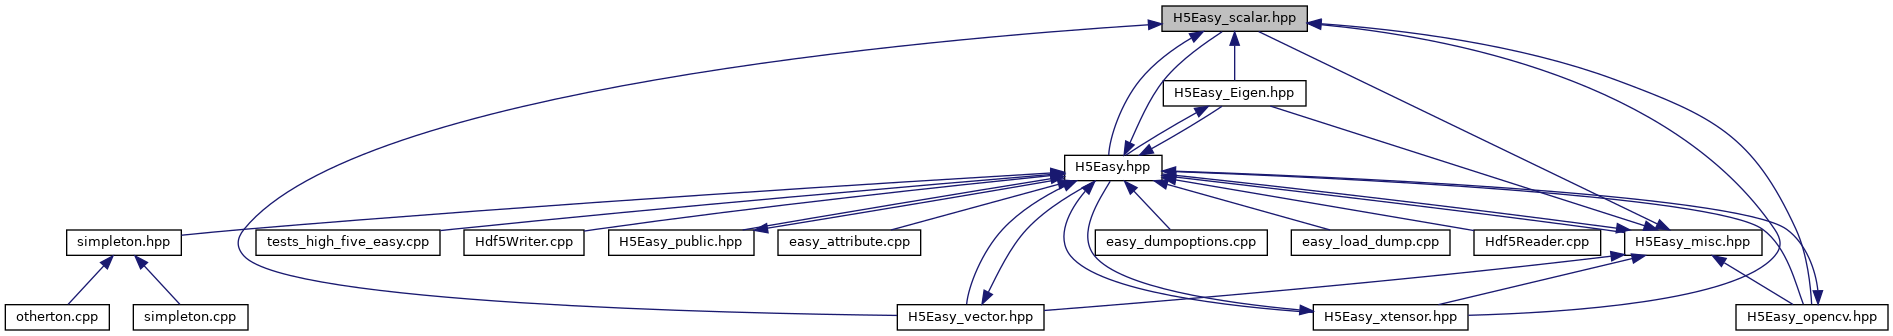 H5Easy_scalar.hpp
H5Easy_Eigen.hpp
H5Easy.hpp
simpleton.hpp
tests_high_five_easy.cpp
Hdf5Writer.cpp
H5Easy_public.hpp
easy_attribute.cpp
easy_dumpoptions.cpp
easy_load_dump.cpp
Hdf5Reader.cpp
H5Easy_misc.hpp
otherton.cpp
simpleton.cpp
H5Easy_vector.hpp
H5Easy_xtensor.hpp
H5Easy_opencv.hpp